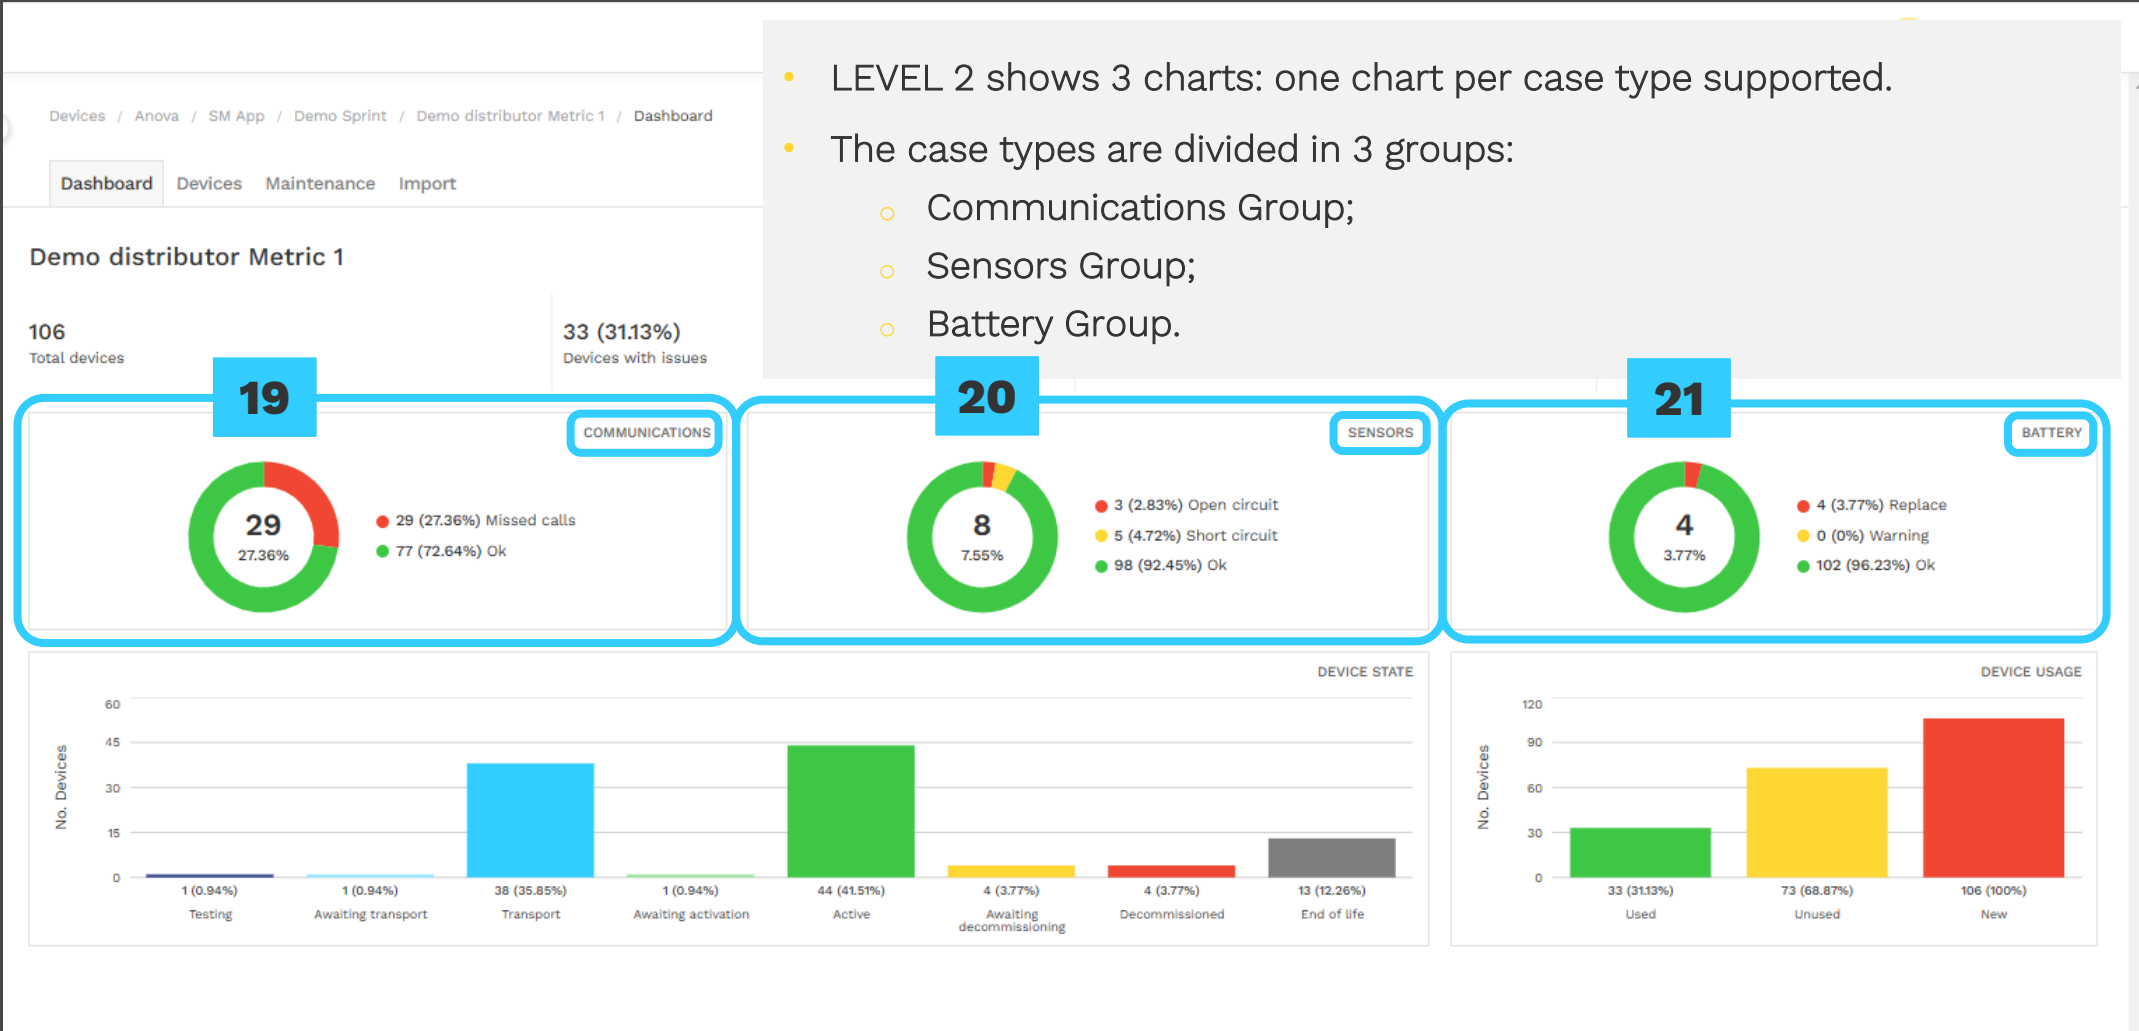 • LEVEL 2 shows 3 charts: one chart per case type supported.
• The case types are divided in 3 groups:
○ Communications Group;
○ Sensors Group;
○ Battery Group.
Devices / Anova / SM App / Demo Sprint / Demo distributor Metric 1 / Dashboard
Dashboard Devices Maintenance Import
Demo distributor Metric 1
106
Total devices
33 (31.13%)
Devices with issues
19
COMMUNICATIONS
29
27.36%
29 (27.36%) Missed calls
77 (72.64%) Ok
20
SENSORS
8
7.55%
3 (2.83%) Open circuit
5 (4.72%) Short circuit
98 (92.45%) Ok
21
BATTERY
4
3.77%
4 (3.77%) Replace
0 (0%) Warning
102 (96.23%) Ok
DEVICE STATE
No. Devices
60
45
30
15
0
1 (0.94%)
Testing
1 (0.94%)
Awaiting transport
38 (35.85%)
Transport
1 (0.94%)
Awaiting activation
44 (41.51%)
Active
4 (3.77%)
Awaiting
decommissioning
4 (3.77%)
Decommissioned
13 (12.26%)
End of life
DEVICE USAGE
No. Devices
120
90
60
30
0
33 (31.13%)
Used
73 (68.87%)
Unused
106 (100%)
New